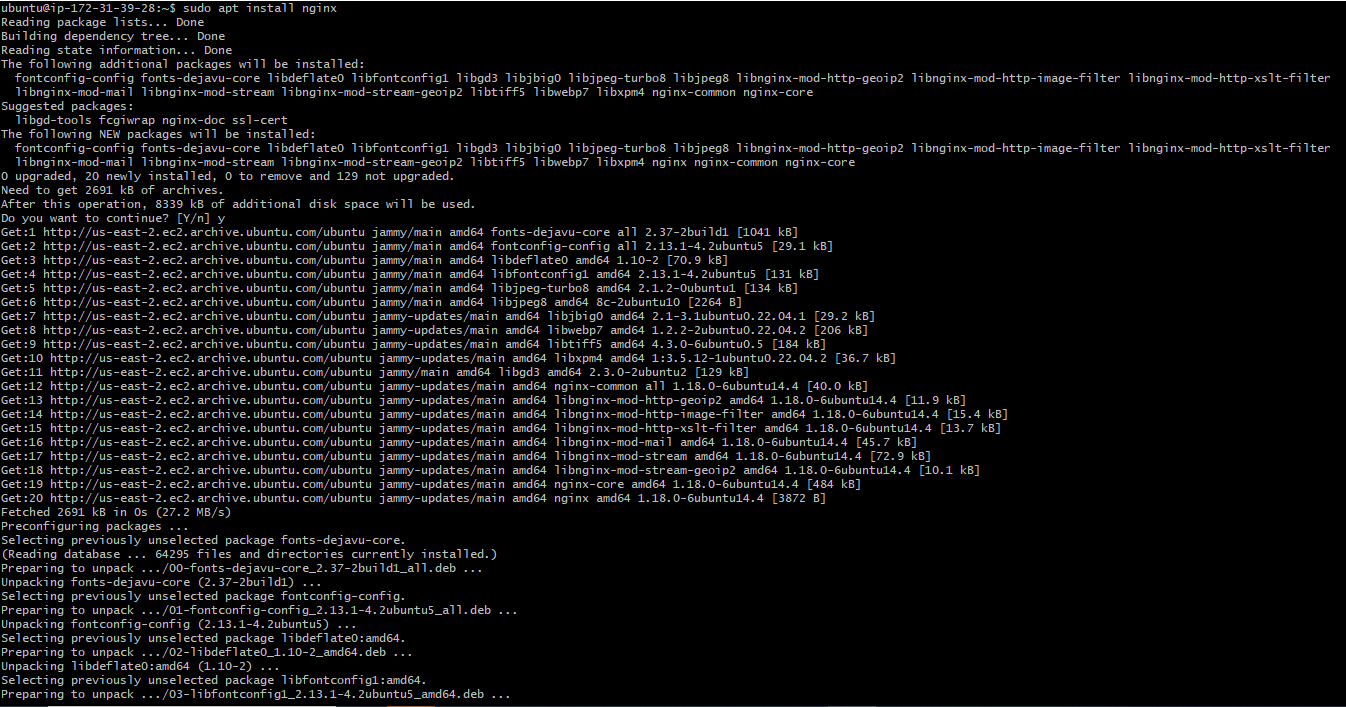 ubuntu@ip-172-31-39-28:~$ sudo apt install nginx
Reading package lists... Done
Building dependency tree... Done
Reading state information... Done
The following additional packages will be installed:
  fontconfig-config fonts-dejavu-core libdeflate0 libfontconfig1 libgd3 libjbig0 libjpeg-turbo8 libjpeg8 libnginx-mod-http-geoip2 libnginx-mod-http-image-filter libnginx-mod-http-xslt-filter
  libnginx-mod-mail libnginx-mod-stream libnginx-mod-stream-geoip2 libtiff5 libwebp7 libxpm4 nginx-common nginx-core
Suggested packages:
  libgd-tools fcgiwrap nginx-doc ssl-cert
The following NEW packages will be installed:
  fontconfig-config fonts-dejavu-core libdeflate0 libfontconfig1 libgd3 libjbig0 libjpeg-turbo8 libjpeg8 libnginx-mod-http-geoip2 libnginx-mod-http-image-filter libnginx-mod-http-xslt-filter
  libnginx-mod-mail libnginx-mod-stream libnginx-mod-stream-geoip2 libtiff5 libwebp7 libxpm4 nginx nginx-common nginx-core
0 upgraded, 20 newly installed, 0 to remove and 129 not upgraded.
Need to get 2691 kB of archives.
After this operation, 8339 kB of additional disk space will be used.
Do you want to continue? [Y/n] y
Get:1 http://us-east-2.ec2.archive.ubuntu.com/ubuntu jammy/main amd64 fonts-dejavu-core all 2.37-2build1 [1041 kB]
Get:2 http://us-east-2.ec2.archive.ubuntu.com/ubuntu jammy/main amd64 fontconfig-config all 2.13.1-4.2ubuntu5 [29.1 kB]
Get:3 http://us-east-2.ec2.archive.ubuntu.com/ubuntu jammy/main amd64 libdeflate0 amd64 1.10-2 [70.9 kB]
Get:4 http://us-east-2.ec2.archive.ubuntu.com/ubuntu jammy/main amd64 libfontconfig1 amd64 2.13.1-4.2ubuntu5 [131 kB]
Get:5 http://us-east-2.ec2.archive.ubuntu.com/ubuntu jammy/main amd64 libjpeg-turbo8 amd64 2.1.2-0ubuntu1 [134 kB]
Get:6 http://us-east-2.ec2.archive.ubuntu.com/ubuntu jammy/main amd64 libjpeg8 amd64 8c-2ubuntu10 [2264 B]
Get:7 http://us-east-2.ec2.archive.ubuntu.com/ubuntu jammy-updates/main amd64 libjbig0 amd64 2.1-3.1ubuntu0.22.04.1 [29.2 kB]
Get:8 http://us-east-2.ec2.archive.ubuntu.com/ubuntu jammy-updates/main amd64 libwebp7 amd64 1.2.2-2ubuntu0.22.04.2 [206 kB]
Get:9 http://us-east-2.ec2.archive.ubuntu.com/ubuntu jammy-updates/main amd64 libtiff5 amd64 4.3.0-6ubuntu0.5 [184 kB]
Get:10 http://us-east-2.ec2.archive.ubuntu.com/ubuntu jammy-updates/main amd64 libxpm4 amd64 1:3.5.12-1ubuntu0.22.04.2 [36.7 kB]
Get:11 http://us-east-2.ec2.archive.ubuntu.com/ubuntu jammy/main amd64 libgd3 amd64 2.3.0-2ubuntu2 [129 kB]
Get:12 http://us-east-2.ec2.archive.ubuntu.com/ubuntu jammy-updates/main amd64 nginx-common all 1.18.0-6ubuntu14.4 [40.0 kB]
Get:13 http://us-east-2.ec2.archive.ubuntu.com/ubuntu jammy-updates/main amd64 libnginx-mod-http-geoip2 amd64 1.18.0-6ubuntu14.4 [11.9 kB]
Get:14 http://us-east-2.ec2.archive.ubuntu.com/ubuntu jammy-updates/main amd64 libnginx-mod-http-image-filter amd64 1.18.0-6ubuntu14.4 [15.4 kB]
Get:15 http://us-east-2.ec2.archive.ubuntu.com/ubuntu jammy-updates/main amd64 libnginx-mod-http-xslt-filter amd64 1.18.0-6ubuntu14.4 [13.7 kB]
Get:16 http://us-east-2.ec2.archive.ubuntu.com/ubuntu jammy-updates/main amd64 libnginx-mod-mail amd64 1.18.0-6ubuntu14.4 [45.7 kB]
Get:17 http://us-east-2.ec2.archive.ubuntu.com/ubuntu jammy-updates/main amd64 libnginx-mod-stream amd64 1.18.0-6ubuntu14.4 [72.9 kB]
Get:18 http://us-east-2.ec2.archive.ubuntu.com/ubuntu jammy-updates/main amd64 libnginx-mod-stream-geoip2 amd64 1.18.0-6ubuntu14.4 [10.1 kB]
Get:19 http://us-east-2.ec2.archive.ubuntu.com/ubuntu jammy-updates/main amd64 nginx-core amd64 1.18.0-6ubuntu14.4 [484 kB]
Get:20 http://us-east-2.ec2.archive.ubuntu.com/ubuntu jammy-updates/main amd64 nginx amd64 1.18.0-6ubuntu14.4 [3872 B]
Fetched 2691 kB in 0s (27.2 MB/s)
Preconfiguring packages ...
Selecting previously unselected package fonts-dejavu-core.
(Reading database ... 64295 files and directories currently installed.)
Preparing to unpack .../00-fonts-dejavu-core_2.37-2build1_all.deb ...
Unpacking fonts-dejavu-core (2.37-2build1) ...
Selecting previously unselected package fontconfig-config.
Preparing to unpack .../01-fontconfig-config_2.13.1-4.2ubuntu5_all.deb ...
Unpacking fontconfig-config (2.13.1-4.2ubuntu5) ...
Selecting previously unselected package libdeflate0:amd64.
Preparing to unpack .../02-libdeflate0_1.10-2_amd64.deb ...
Unpacking libdeflate0:amd64 (1.10-2) ...
Selecting previously unselected package libfontconfig1:amd64.
Preparing to unpack .../03-libfontconfig1_2.13.1-4.2ubuntu5_amd64.deb ...